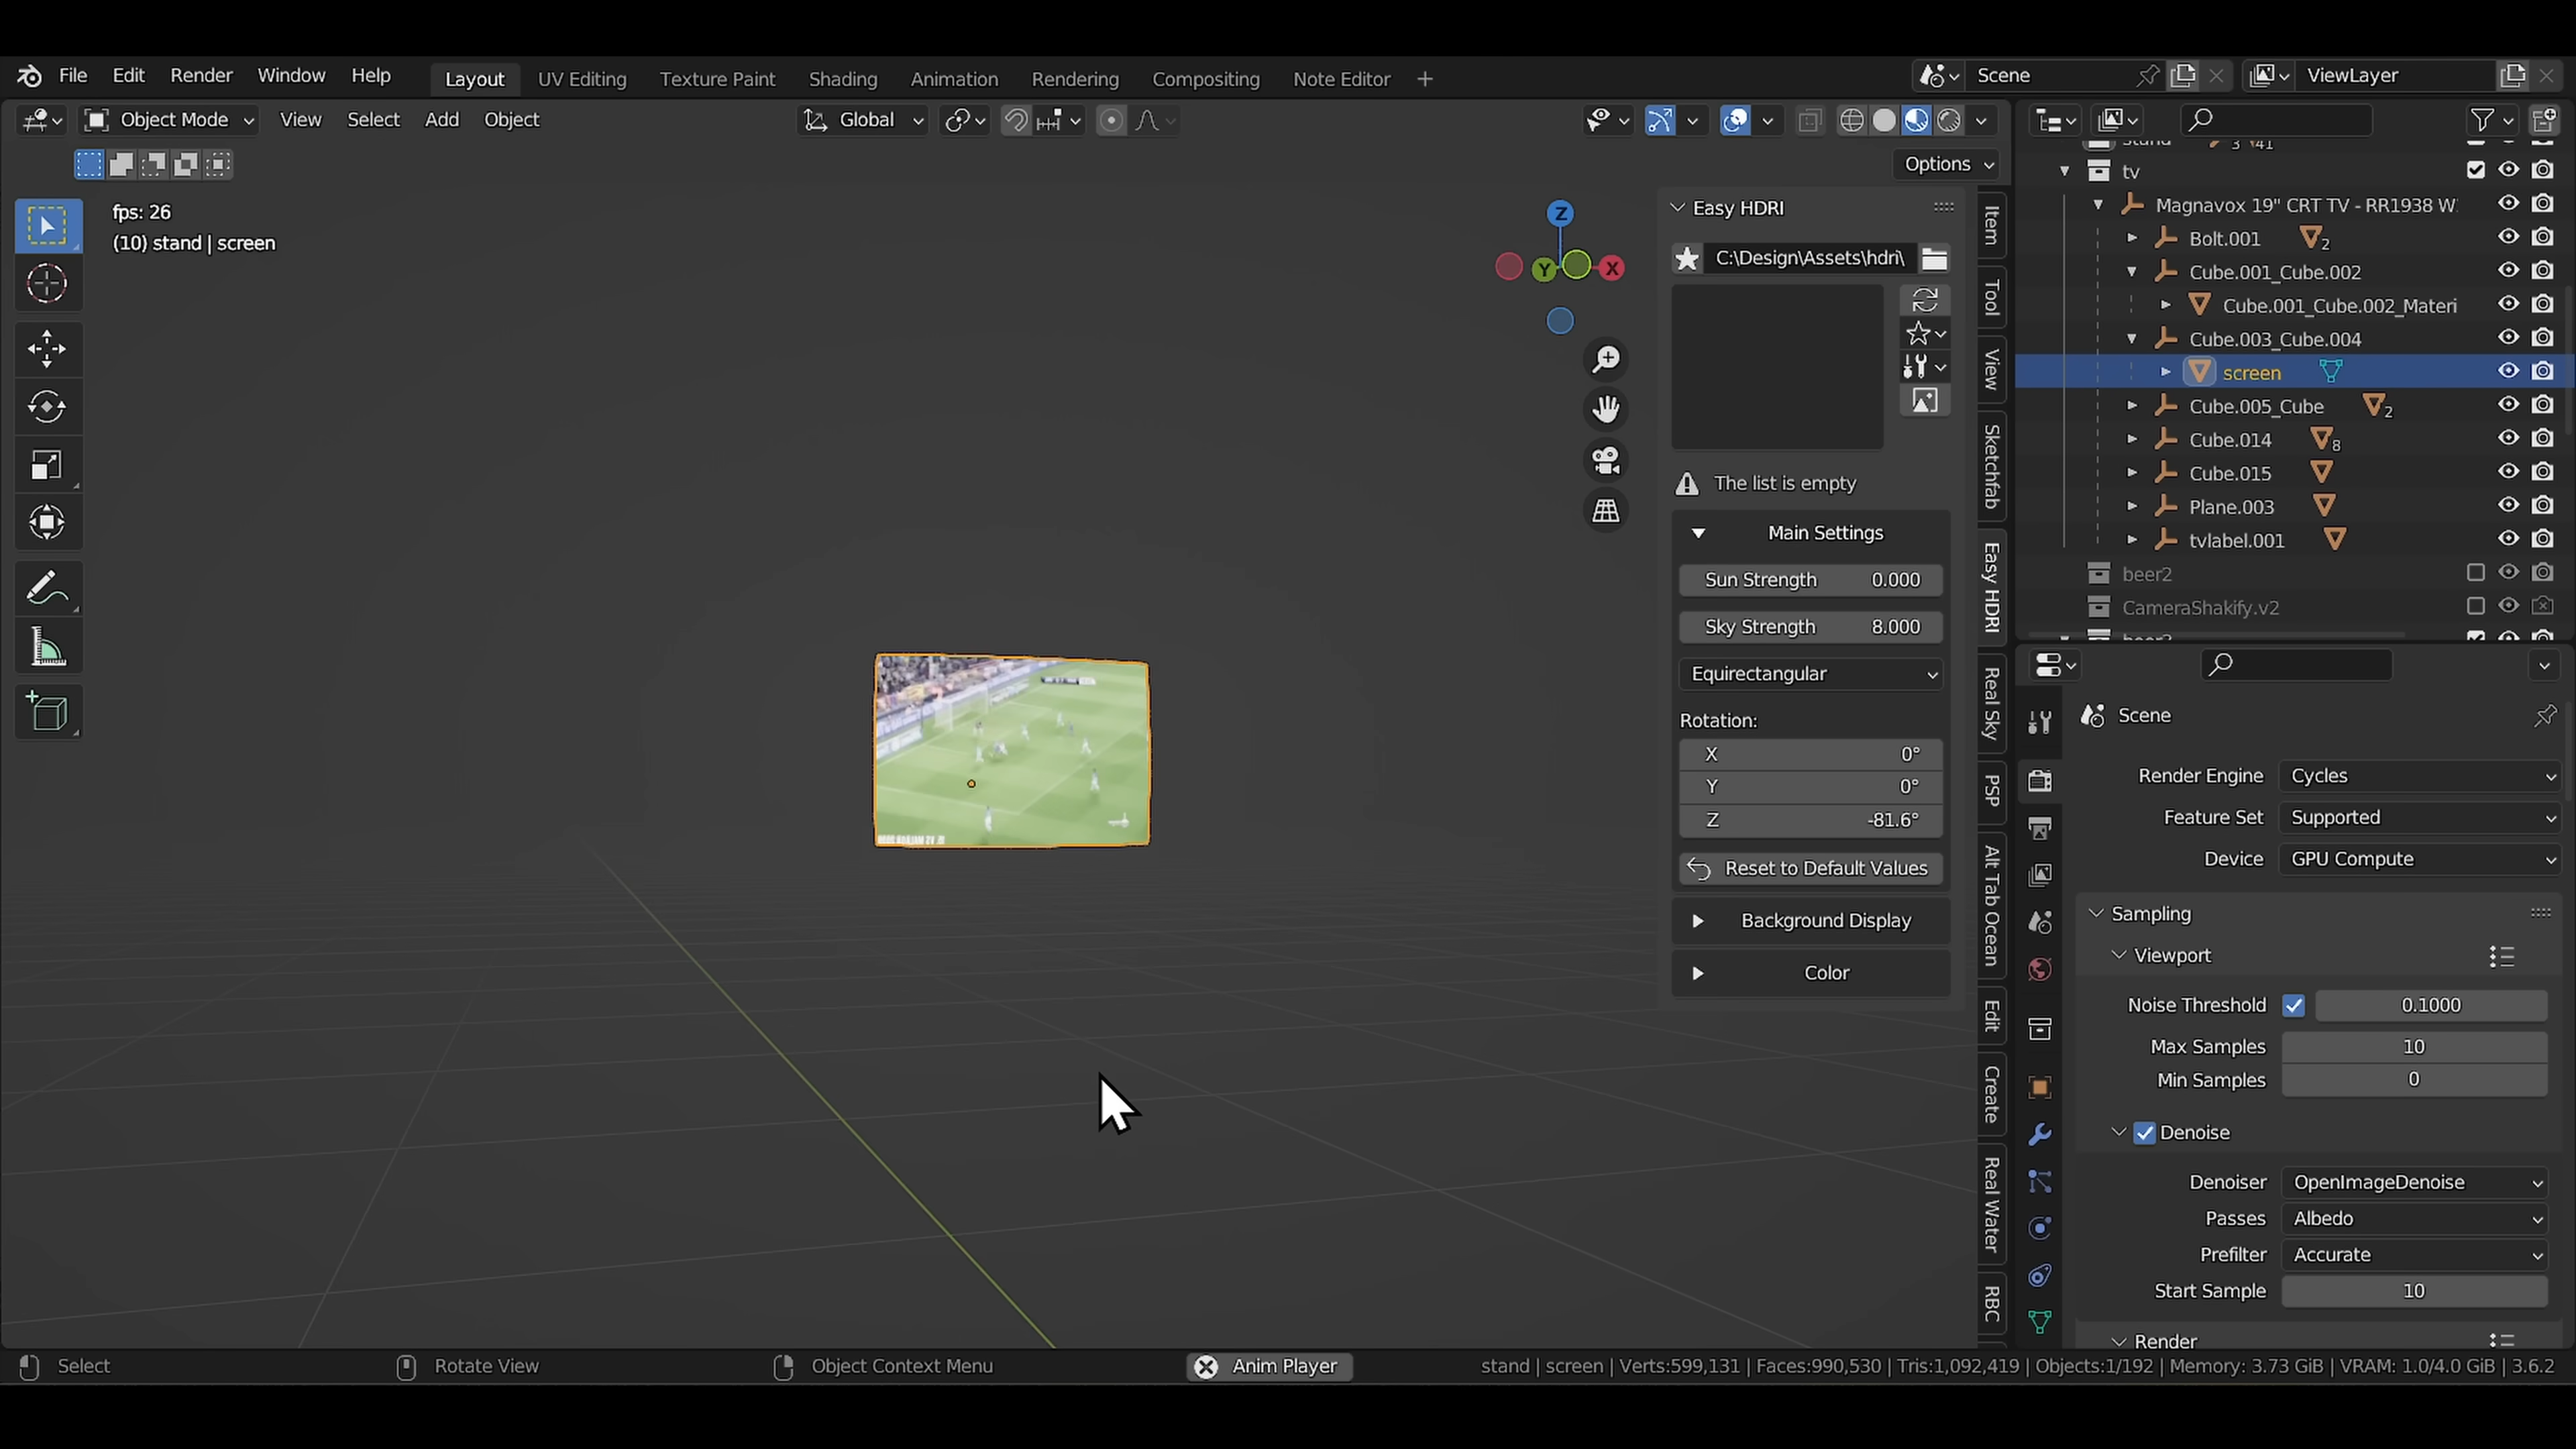 File Edit Render Window Help Layout UV Editing Texture Paint Shading Animation Rendering Compositing Note Editor + Scene ViewLayer
Object Mode View Select Add Object Global
Options
fps: 26
(10) stand | screen
Z
Y
X
Easy HDRI
C:\Design\Assets\hdri\
The list is empty
Main Settings
Sun Strength 0.000
Sky Strength 8.000
Equirectangular
Rotation:
X 0°
Y 0°
Z -81.6°
Reset to Default Values
Background Display
Color
Item
Tool
View
Sketchfab
Easy HDRI
Real Sky
PSP
Alt Tab Ocean
Edit
Create
Real Water
RBC
3 41
tv
Magnavox 19" CRT TV - RR1938 W
Bolt.001 2
Cube.001_Cube.002
Cube.001_Cube.002_Materi
Cube.003_Cube.004
screen
Cube.005_Cube 2
Cube.014 8
Cube.015
Plane.003
tvlabel.001
beer2
CameraShakify.v2
Scene
Render Engine Cycles
Feature Set Supported
Device GPU Compute
Sampling
Viewport
Noise Threshold 0.1000
Max Samples 10
Min Samples 0
Denoise
Denoiser OpenImageDenoise
Passes Albedo
Prefilter Accurate
Start Sample 10
Render
Select Rotate View Object Context Menu Anim Player stand | screen | Verts:599,131 | Faces:990,530 | Tris:1,092,419 | Objects:1/192 | Memory: 3.73 GiB | VRAM: 1.0/4.0 GiB | 3.6.2